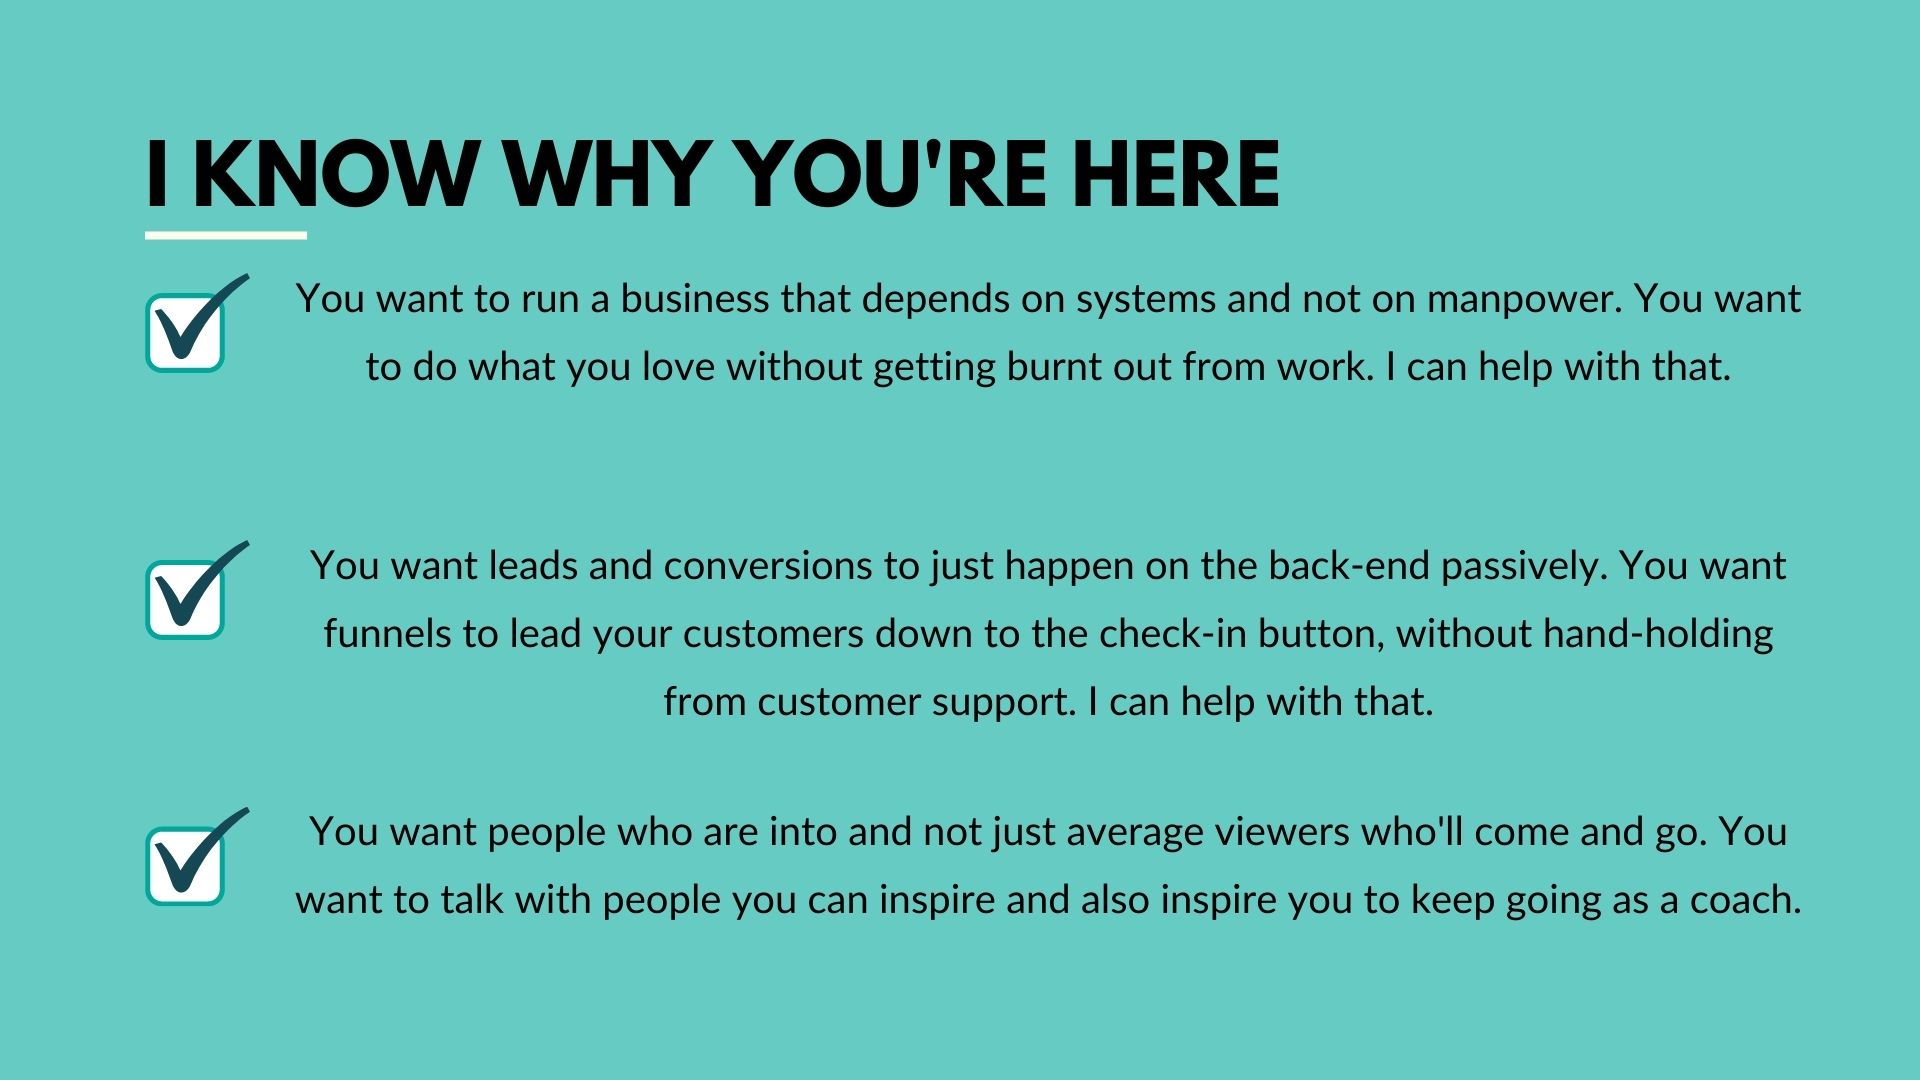 I KNOW WHY YOU'RE HERE
You want to run a business that depends on systems and not on manpower. You want
to do what you love without getting burnt out from work. I can help with that.
You want leads and conversions to just happen on the back-end passively. You want
funnels to lead your customers down to the check-in button, without hand-holding
from customer support. I can help with that.
You want people who are into and not just average viewers who'll come and go. You
want to talk with people you can inspire and also inspire you to keep going as a coach.